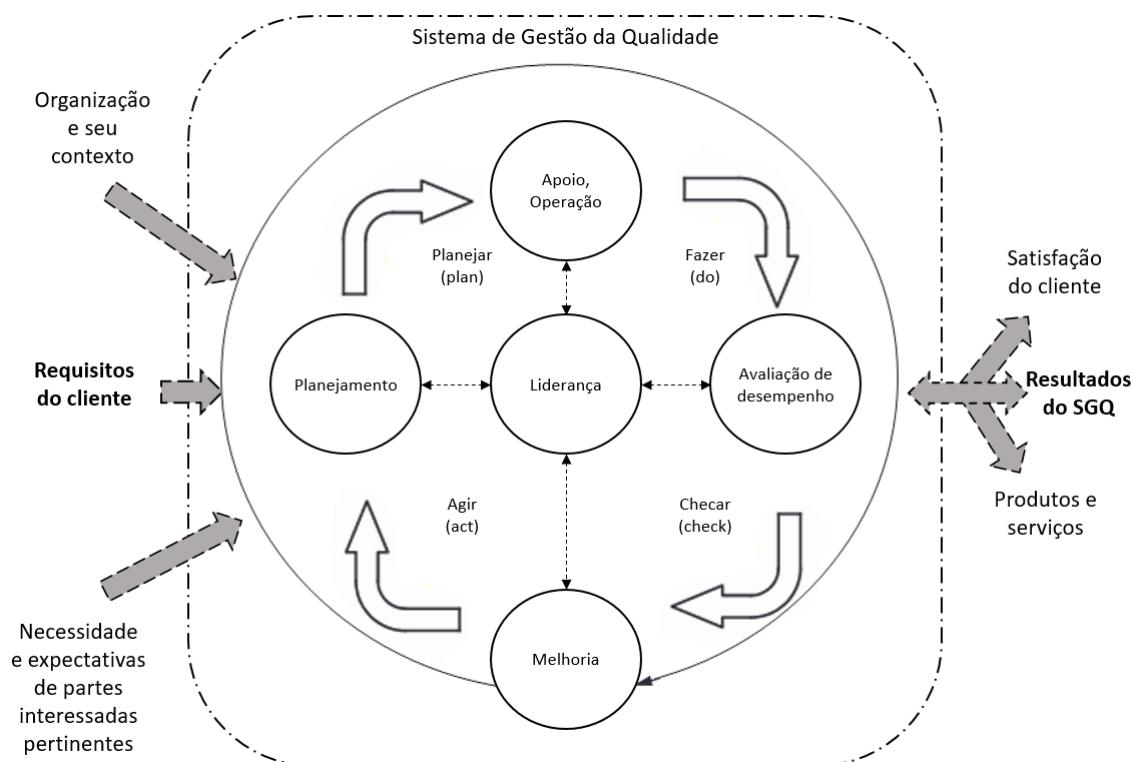 Sistema de Gestão da Qualidade
Organização
e seu
contexto
Apoio,
Operação
Planejar
(plan)
Fazer
(do)
Satisfação
do cliente
Requisitos
do cliente
Planejamento
Liderança
Avaliação de
desempenho
Resultados
do SGQ
Agir
(act)
Checar
(check)
Produtos e
serviços
Necessidade
e expectativas
de partes
interessadas
pertinentes
Melhoria